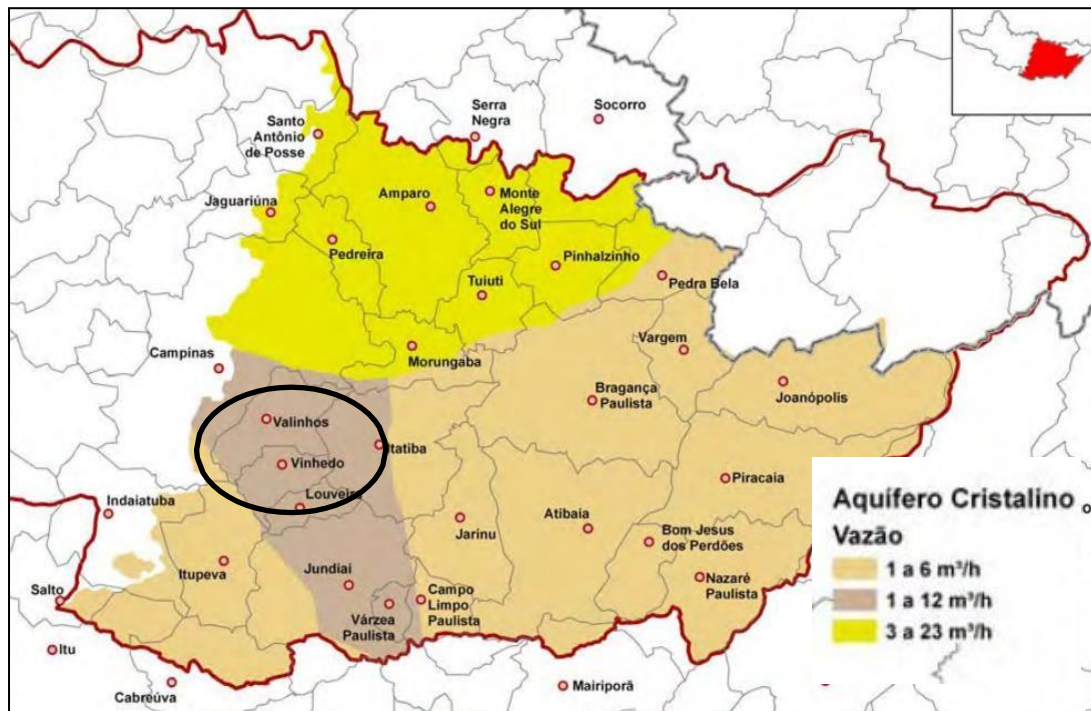 Santo
Antônio
de Posse
Serra
Negra
Socorro
Jaguariúna
Amparo
Monte
Alegre
do Sul
Pedreira
Pinhalzinho
Tuiuti
Pedra Bela
Campinas
Morungaba
Vargem
Joanópolis
Bragança
Paulista
Valinhos
Itatiba
Vinhedo
Louveira
Piracaia
Indaiatuba
Jarinu
Atibaia
Bom Jesus
dos Perdões
Itupeva
Jundiaí
Campo
Limpo
Paulista
Várzea
Paulista
Nazaré
Paulista
Salto
Itu
Cabreúva
Mairiporã
Aquífero Cristalino
Vazão
1 a 6 m³/h
1 a 12 m³/h
3 a 23 m³/h